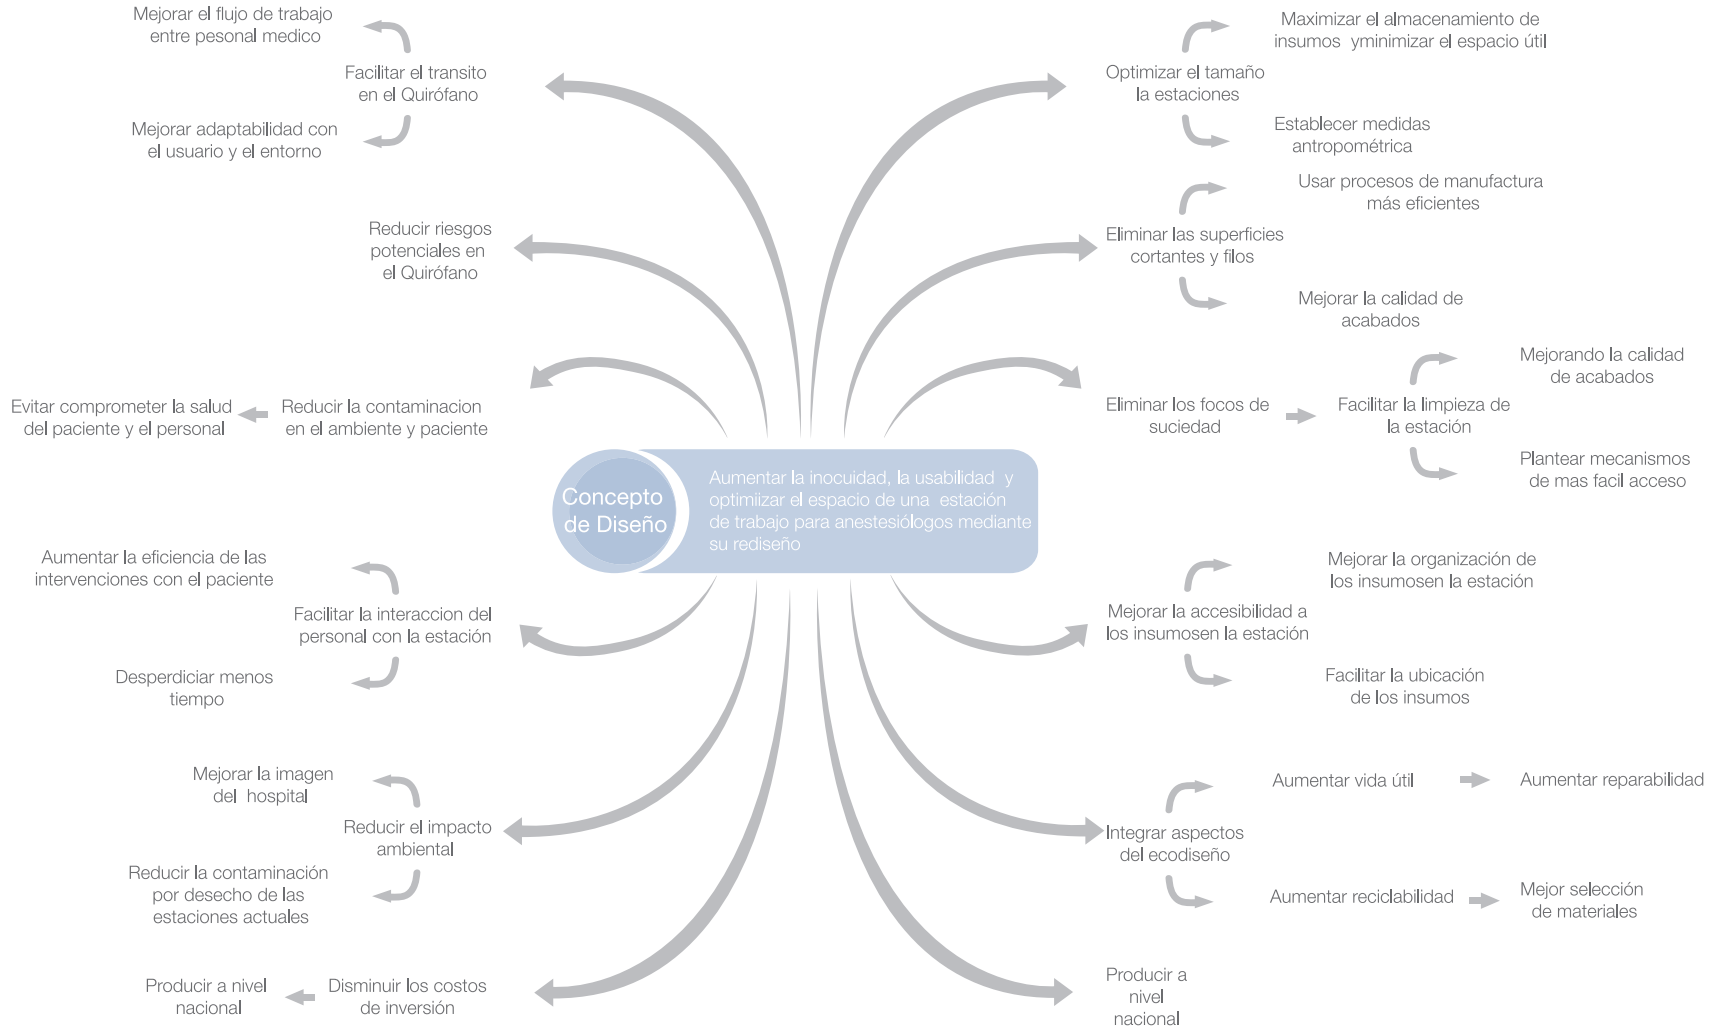 Mejorar el flujo de trabajo
entre pesonal medico
Facilitar el transito
en el Quirófano
Mejorar adaptabilidad con
el usuario y el entorno
Reducir riesgos
potenciales en
el Quirófano
Evitar comprometer la salud
del paciente y el personal
Reducir la contaminacion
en el ambiente y paciente
Concepto
de Diseño
Aumentar la inocuidad, la usabilidad y
optimiizar el espacio de una estación
de trabajo para anestesiólogos mediante
su rediseño
Aumentar la eficiencia de las
intervenciones con el paciente
Facilitar la interaccion del
personal con la estación
Desperdiciar menos
tiempo
Mejorar la imagen
del hospital
Reducir el impacto
ambiental
Reducir la contaminación
por desecho de las
estaciones actuales
Producir a nivel
nacional
Disminuir los costos
de inversión
Maximizar el almacenamiento de
insumos yminimizar el espacio útil
Optimizar el tamaño
la estaciones
Establecer medidas
antropométrica
Usar procesos de manufactura
más eficientes
Eliminar las superficies
cortantes y filos
Mejorar la calidad de
acabados
Mejorando la calidad
de acabados
Eliminar los focos de
suciedad
Facilitar la limpieza de
la estación
Plantear mecanismos
de mas facil acceso
Mejorar la organización de
los insumosen la estación
Mejorar la accesibilidad a
los insumosen la estación
Facilitar la ubicación
de los insumos
Aumentar vida útil
Aumentar reparabilidad
Integrar aspectos
del ecodiseño
Aumentar reciclabilidad
Mejor selección
de materiales
Producir a
nivel
nacional